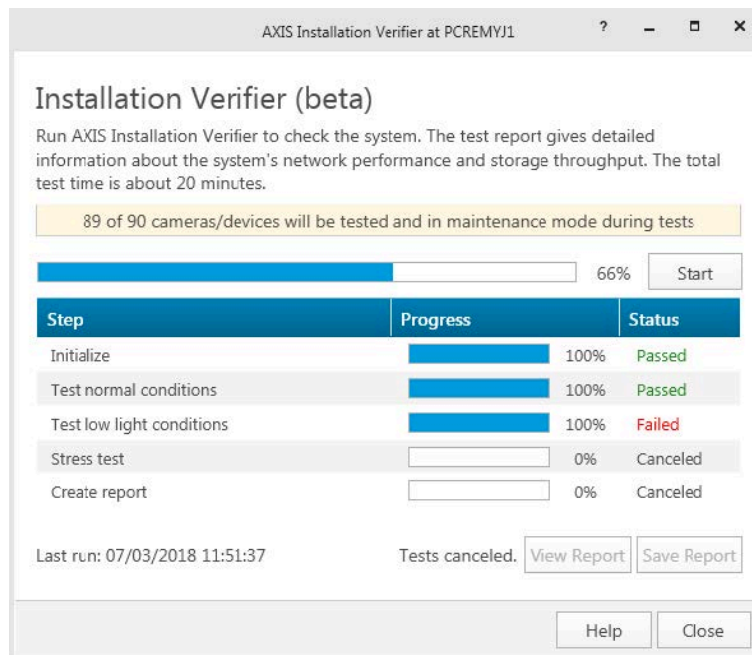 AXIS Installation Verifier at PCREMYJ1 ?
Installation Verifier (beta)
Run AXIS Installation Verifier to check the system. The test report gives detailed
information about the system's network performance and storage throughput. The total
test time is about 20 minutes.
89 of 90 cameras/devices will be tested and in maintenance mode during tests
66% Start
Step Progress Status
Initialize 100% Passed
Test normal conditions 100% Passed
Test low light conditions 100% Failed
Stress test 0% Canceled
Create report 0% Canceled
Last run: 07/03/2018 11:51:37 Tests canceled. View Report Save Report
Help Close